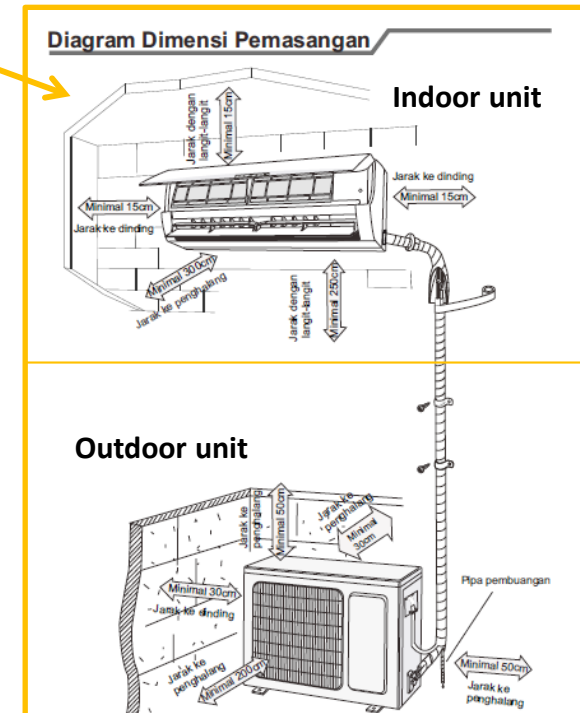 Diagram Dimensi Pemasangan
Indoor unit
Jarak dengan
langit-langit
Minimal 15cm
Jarak ke dinding
Minimal 15cm
Minimal 15cm
Jarak ke dinding
Minimal 300cm
Jarak ke penghalang
Jarak dengan
langit-langit
Minimal 250cm
Outdoor unit
Jarak ke
penghalang
Minimal 50cm
Jarak ke
penghalang
Minimal
30cm
Pipa pembuangan
Minimal 30cm
Jarak ke dinding
Jarak ke
penghalang
Minimal 200cm
Minimal 50cm
Jarak ke
penghalang